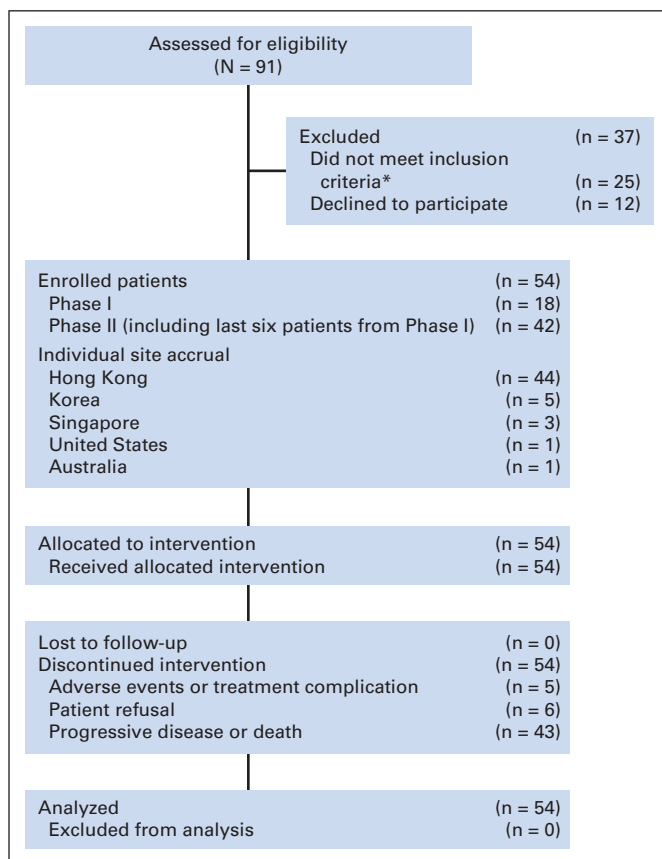 Assessed for eligibility
(N = 91)
Excluded (n = 37)
Did not meet inclusion
criteria* (n = 25)
Declined to participate (n = 12)
Enrolled patients (n = 54)
Phase I (n = 18)
Phase II (including last six patients from Phase I) (n = 42)
Individual site accrual
Hong Kong (n = 44)
Korea (n = 5)
Singapore (n = 3)
United States (n = 1)
Australia (n = 1)
Allocated to intervention (n = 54)
Received allocated intervention (n = 54)
Lost to follow-up (n = 0)
Discontinued intervention (n = 54)
Adverse events or treatment complication (n = 5)
Patient refusal (n = 6)
Progressive disease or death (n = 43)
Analyzed (n = 54)
Excluded from analysis (n = 0)